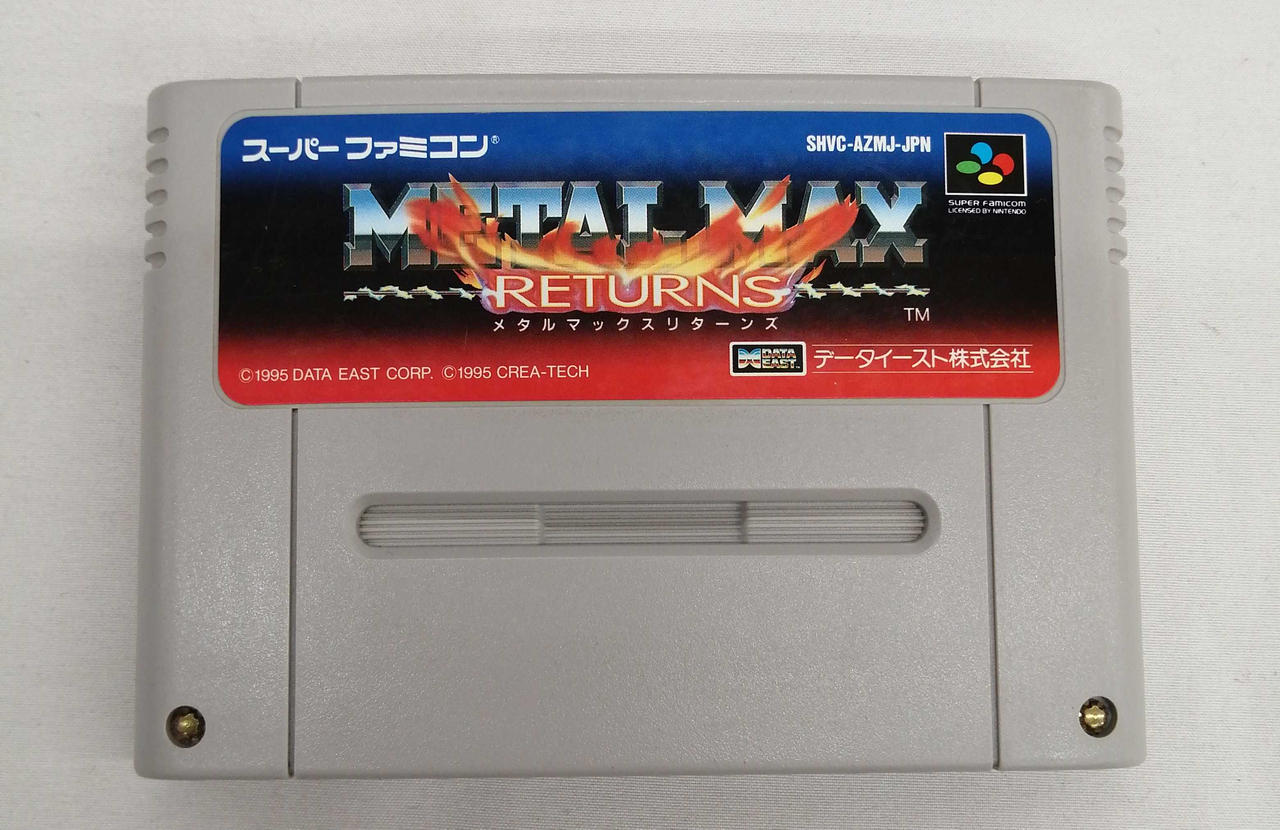 スーパーファミコン®
SHVC-AZMJ-JPN
SUPER FAMICOM
LICENSED BY NINTENDO
METAL MAX
RETURNS
TM
メタルマックスリターンズ
©1995 DATA EAST CORP. ©1995 CREA-TECH
DATA
EAST
データイースト株式会社